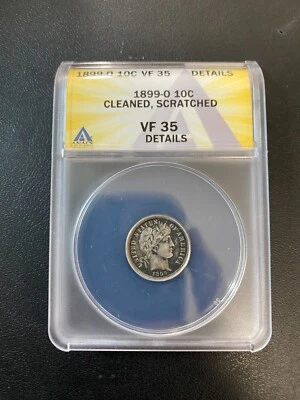 1899-O 10C VF 35 DETAILS
1899-O 10C
CLEANED, SCRATCHED
VF 35
DETAILS
ANACS
UNITED STATES OF AMERICA
1899